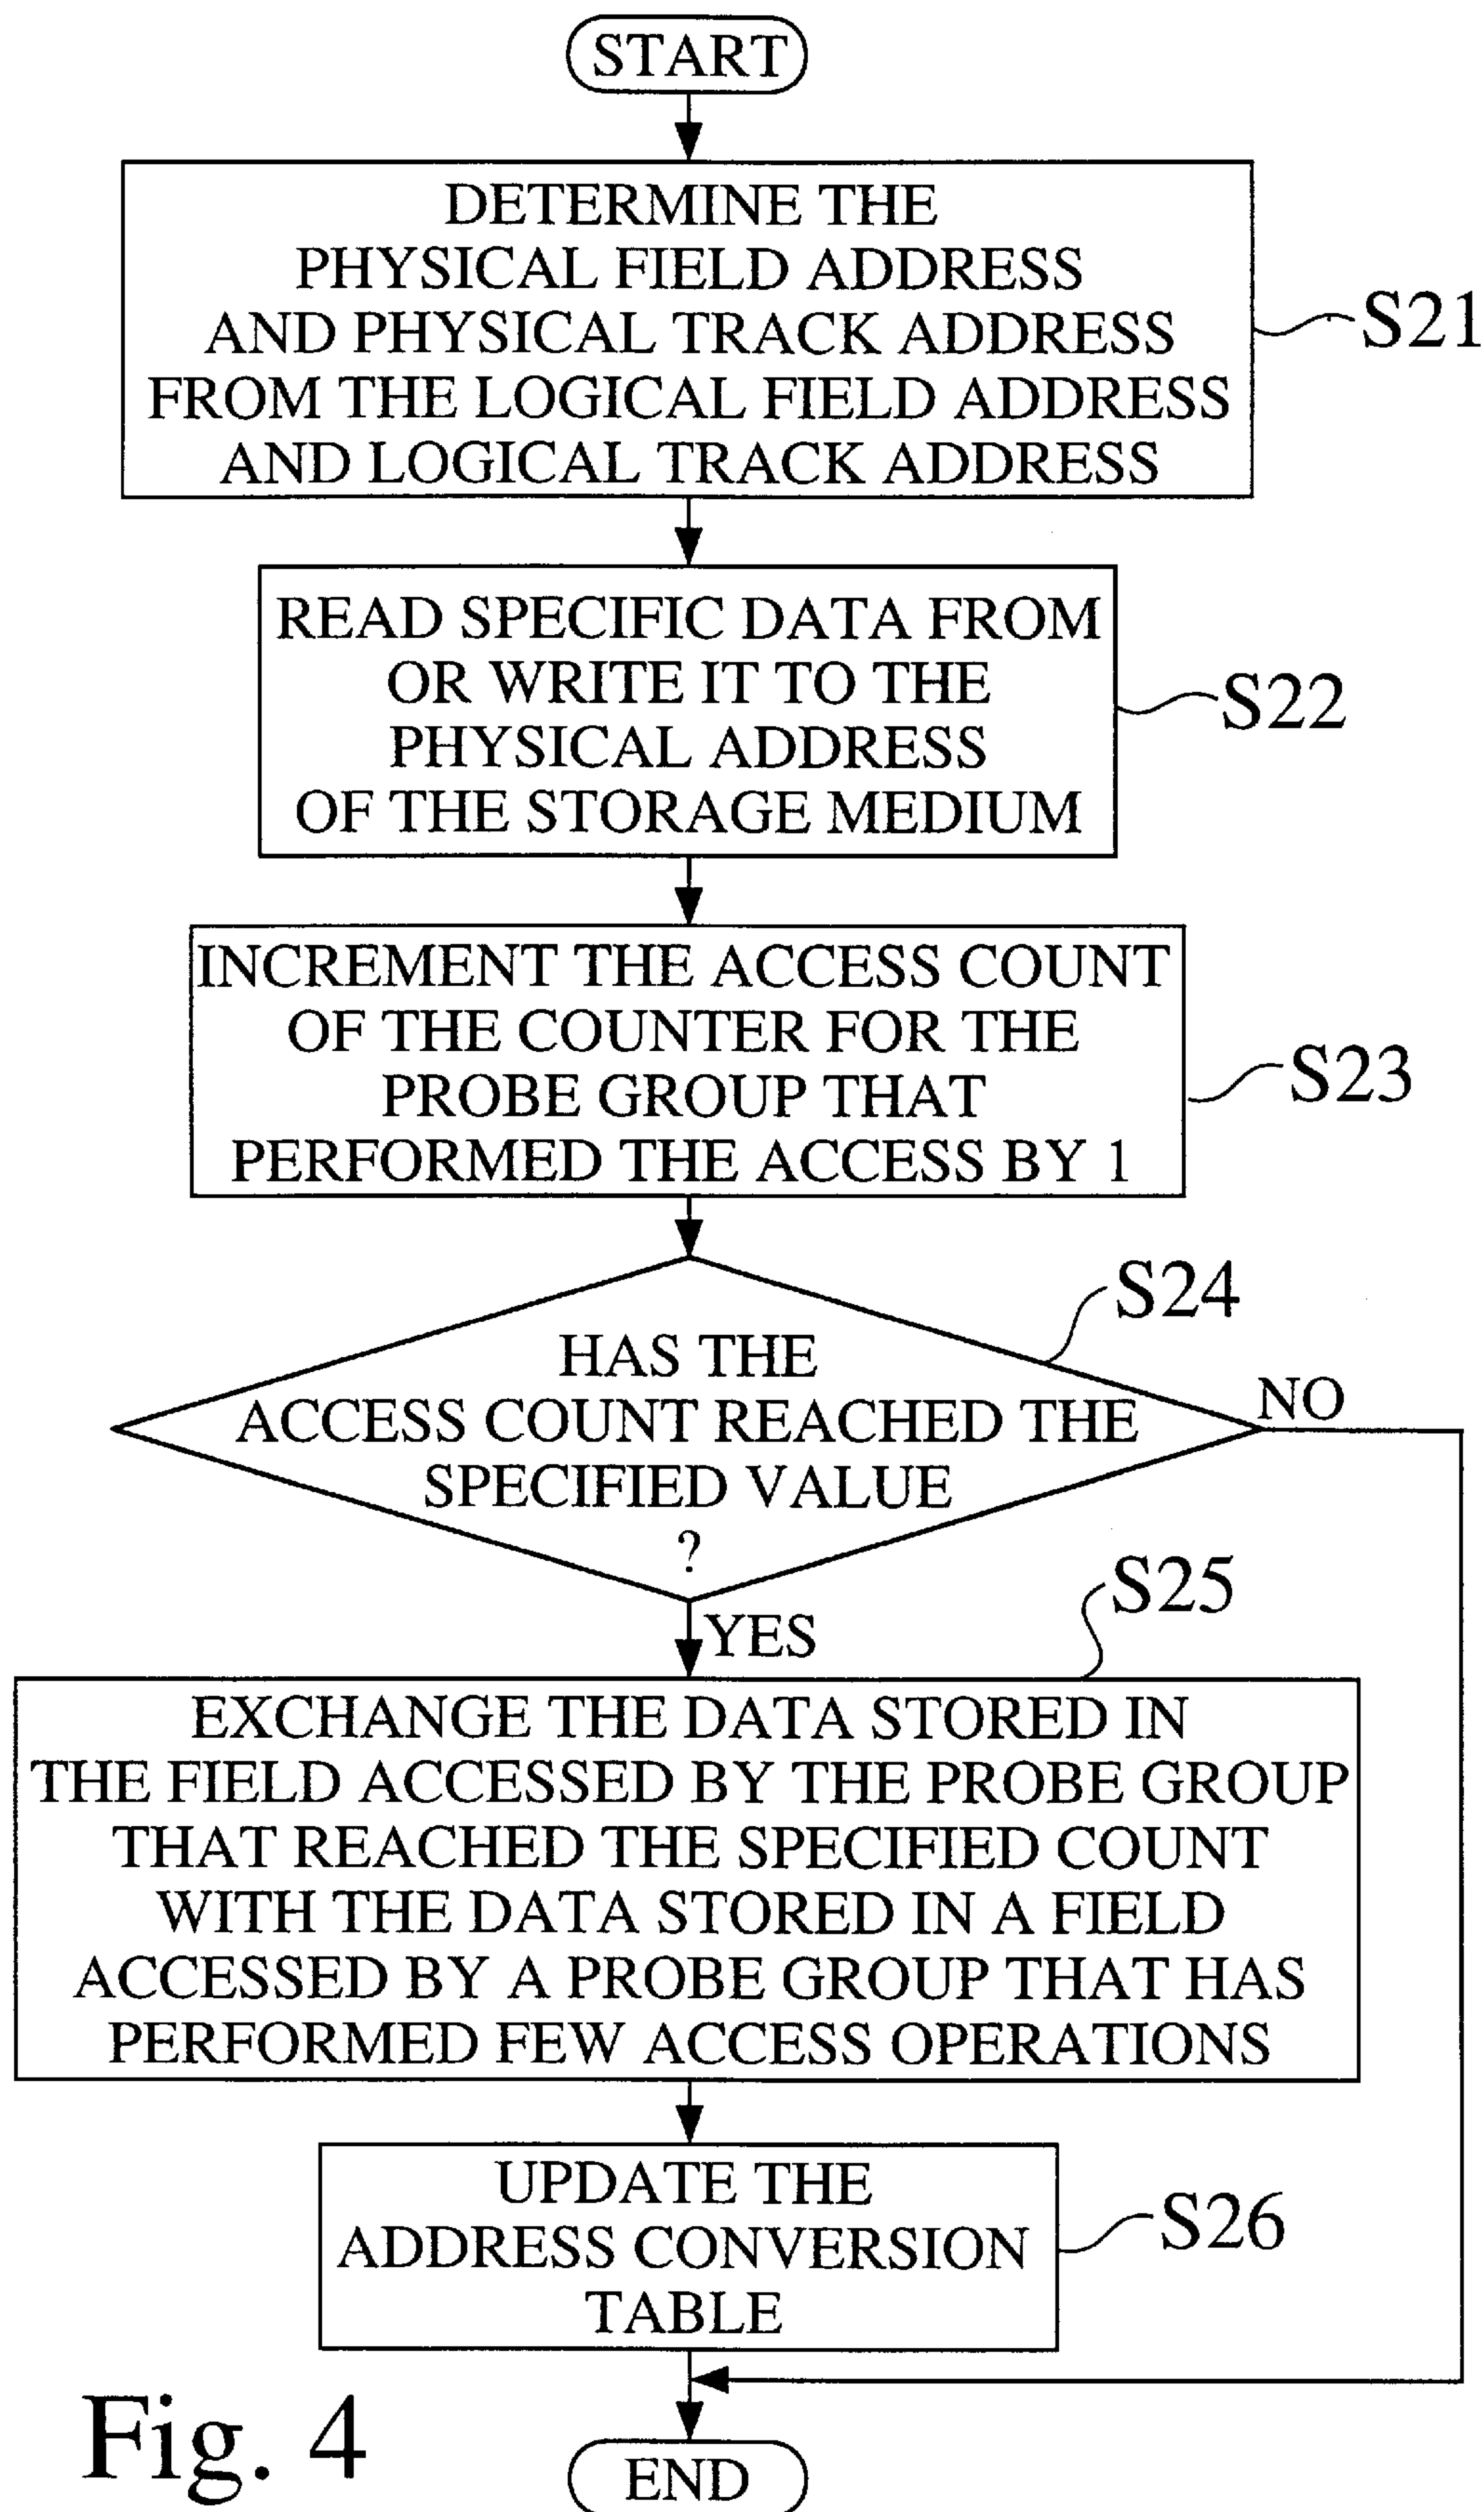 START
DETERMINE THE
PHYSICAL FIELD ADDRESS
AND PHYSICAL TRACK ADDRESS
FROM THE LOGICAL FIELD ADDRESS
AND LOGICAL TRACK ADDRESS
S21
READ SPECIFIC DATA FROM
OR WRITE IT TO THE
PHYSICAL ADDRESS
OF THE STORAGE MEDIUM
S22
INCREMENT THE ACCESS COUNT
OF THE COUNTER FOR THE
PROBE GROUP THAT
PERFORMED THE ACCESS BY 1
S23
HAS THE
ACCESS COUNT REACHED THE
SPECIFIED VALUE
?
S24
NO
YES
S25
EXCHANGE THE DATA STORED IN
THE FIELD ACCESSED BY THE PROBE GROUP
THAT REACHED THE SPECIFIED COUNT
WITH THE DATA STORED IN A FIELD
ACCESSED BY A PROBE GROUP THAT HAS
PERFORMED FEW ACCESS OPERATIONS
UPDATE THE
ADDRESS CONVERSION
TABLE
S26
END
Fig. 4